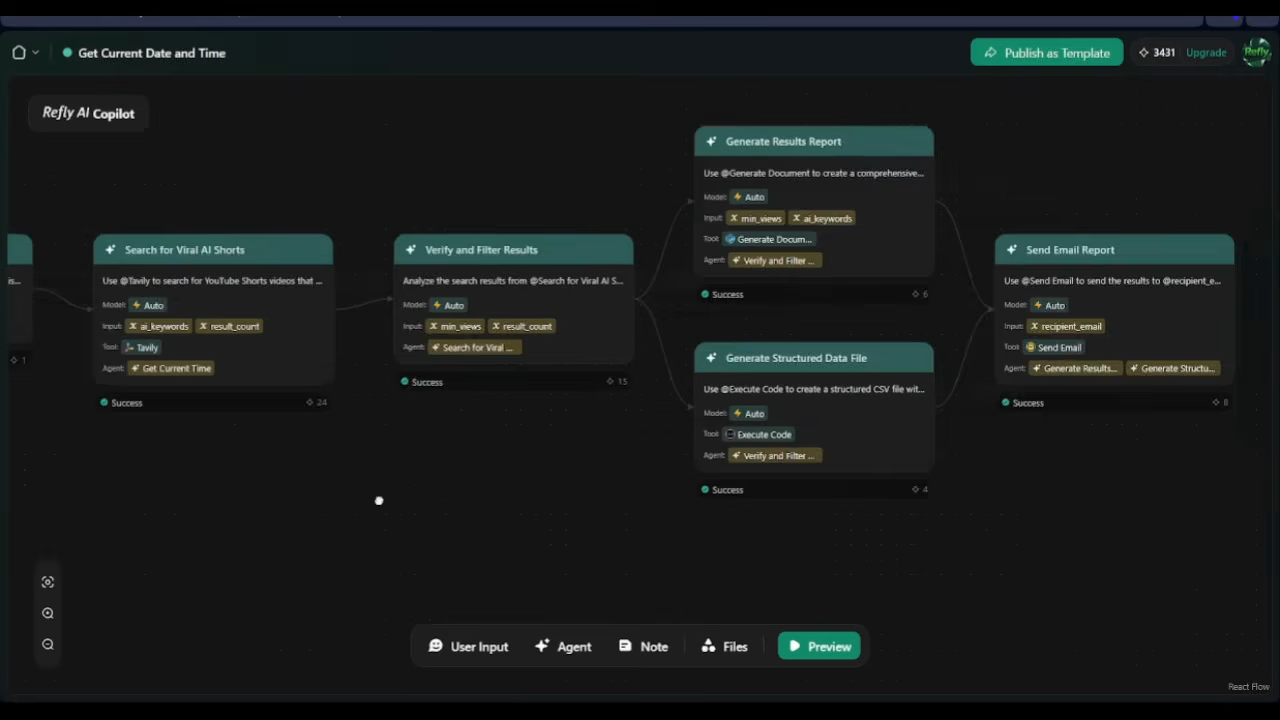 Get Current Date and Time
Publish as Template
3431 Upgrade
Refly
Refly AI Copilot
is...
1
Search for Viral AI Shorts
Use @Tavily to search for YouTube Shorts videos that ...
Model: Auto
Input: X ai_keywords X result_count
Tool: Tavily
Agent: Get Current Time
Success 24
Verify and Filter Results
Analyze the search results from @Search for Viral AI S...
Model: Auto
Input: X min_views X result_count
Agent: Search for Viral ...
Success 15
Generate Results Report
Use @Generate Document to create a comprehensive...
Model: Auto
Input: X min_views X ai_keywords
Tool: Generate Docum...
Agent: Verify and Filter ...
Success 6
Generate Structured Data File
Use @Execute Code to create a structured CSV file wit...
Model: Auto
Tool: Execute Code
Agent: Verify and Filter ...
Success 4
Send Email Report
Use @Send Email to send the results to @recipient_e...
Model: Auto
Input: X recipient_email
Tool: Send Email
Agent: Generate Results... Generate Structu...
Success 8
User Input Agent Note Files Preview
React Flow